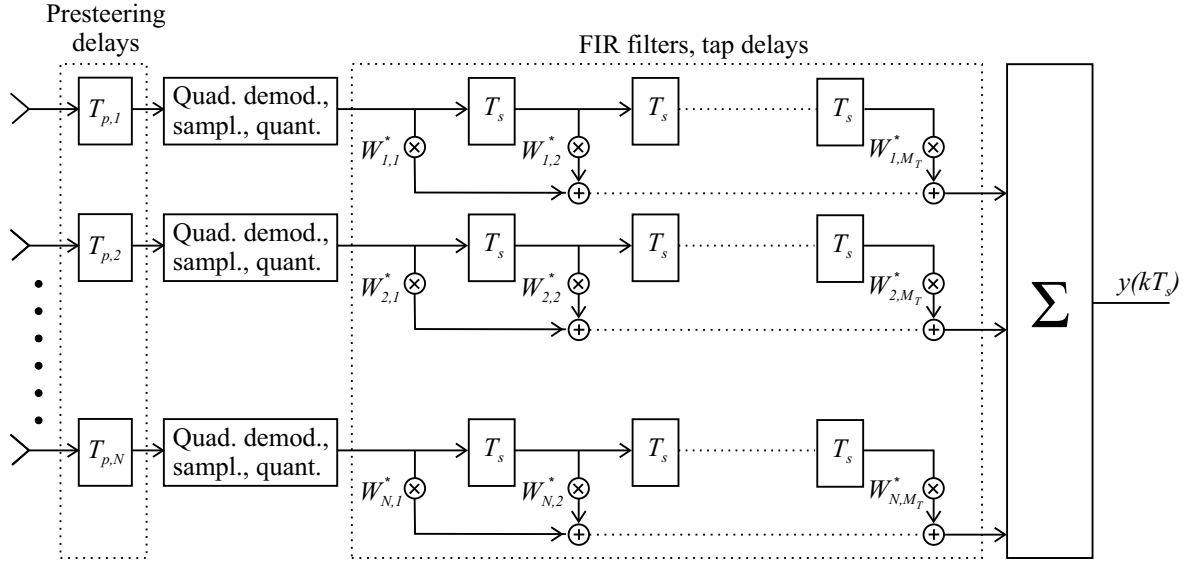 Presteering
delays
FIR filters, tap delays
T_{p,1}
Quad. demod.,
sampl., quant.
T_s
T_s
T_s
W^*_{1,1}
W^*_{1,2}
W^*_{1,M_T}
T_{p,2}
Quad. demod.,
sampl., quant.
T_s
T_s
T_s
W^*_{2,1}
W^*_{2,2}
W^*_{2,M_T}
Σ
y(kT_s)
T_{p,N}
Quad. demod.,
sampl., quant.
T_s
T_s
T_s
W^*_{N,1}
W^*_{N,2}
W^*_{N,M_T}